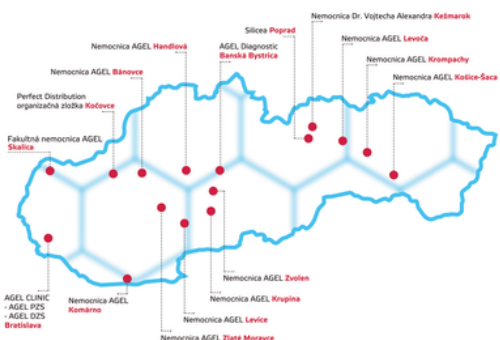 Nemocnica Dr. Vojtecha Alexandra Kežmarok
Silicea Poprad
Nemocnica AGEL Levoča
Nemocnica AGEL Handlová
AGEL Diagnostic
Banská Bystrica
Nemocnica AGEL Krompachy
Nemocnica AGEL Bánovce
Nemocnica AGEL Košice-Šaca
Perfect Distribution
organizačná zložka Kočovce
Fakultná nemocnica AGEL
Skalica
Nemocnica AGEL Zvolen
AGEL CLINIC
- AGEL PZS
- AGEL DZS
Bratislava
Nemocnica AGEL
Komárno
Nemocnica AGEL Krupina
Nemocnica AGEL Levice
Nemocnica AGEL Zlaté Moravce